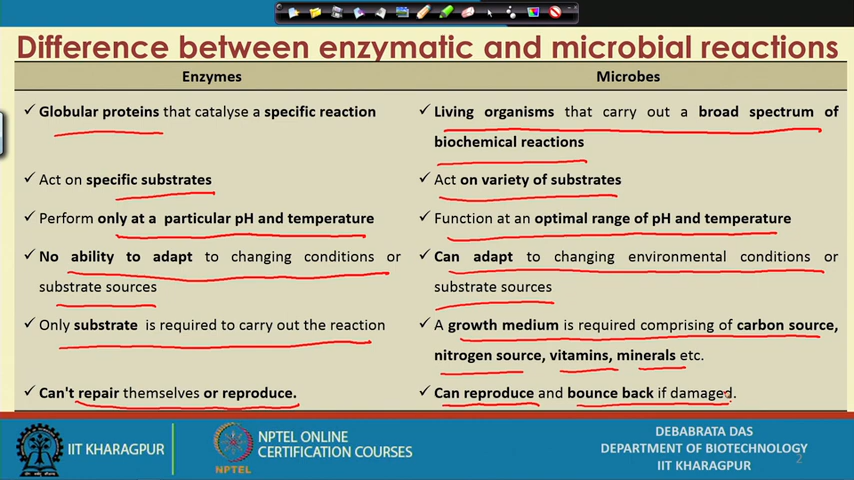 Difference between enzymatic and microbial reactions
Enzymes
Microbes
✓ Globular proteins that catalyse a specific reaction
✓ Living organisms that carry out a broad spectrum of
biochemical reactions
✓ Act on specific substrates
✓ Act on variety of substrates
✓ Perform only at a particular pH and temperature
✓ Function at an optimal range of pH and temperature
✓ No ability to adapt to changing conditions or
substrate sources
✓ Can adapt to changing environmental conditions or
substrate sources
✓ Only substrate is required to carry out the reaction
✓ A growth medium is required comprising of carbon source,
nitrogen source, vitamins, minerals etc.
✓ Can't repair themselves or reproduce.
✓ Can reproduce and bounce back if damaged.
IIT KHARAGPUR
NPTEL
NPTEL ONLINE
CERTIFICATION COURSES
DEBABRATA DAS
DEPARTMENT OF BIOTECHNOLOGY
IIT KHARAGPUR
2